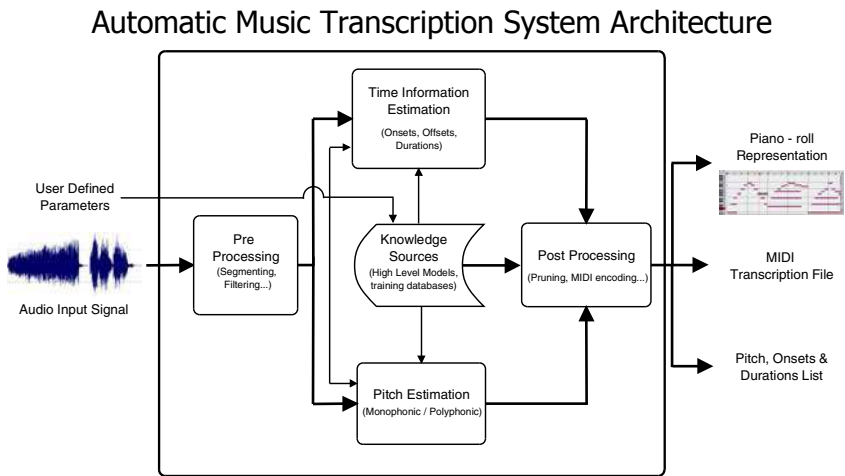 Automatic Music Transcription System Architecture
Time Information
Estimation
(Onsets, Offsets,
Durations)
User Defined
Parameters
Audio Input Signal
Pre
Processing
(Segmenting,
Filtering...)
Knowledge
Sources
(High Level Models,
training databases)
Post Processing
(Pruning, MIDI encoding...)
Pitch Estimation
(Monophonic / Polyphonic)
Piano - roll
Representation
MIDI
Transcription File
Pitch, Onsets &
Durations List